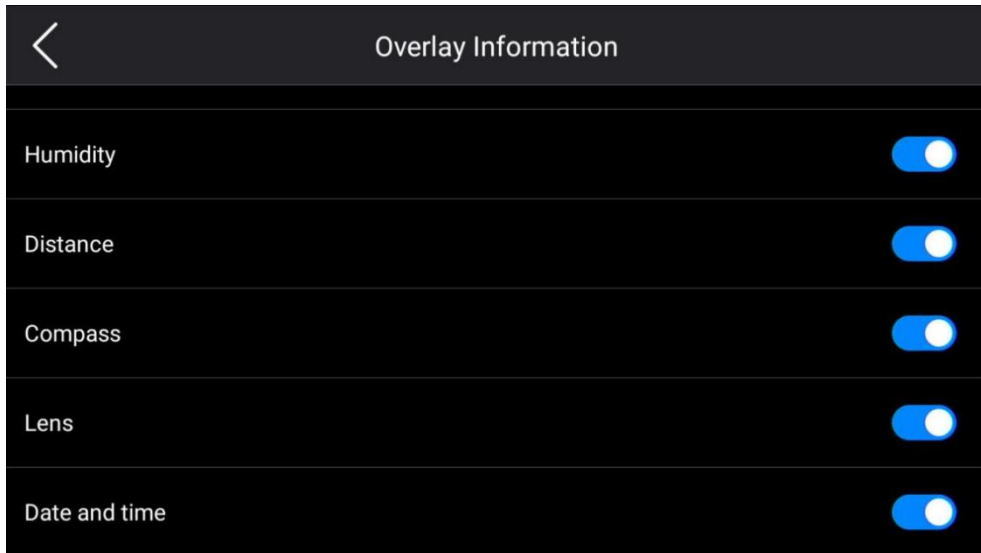 Overlay Information
Humidity
Distance
Compass
Lens
Date and time